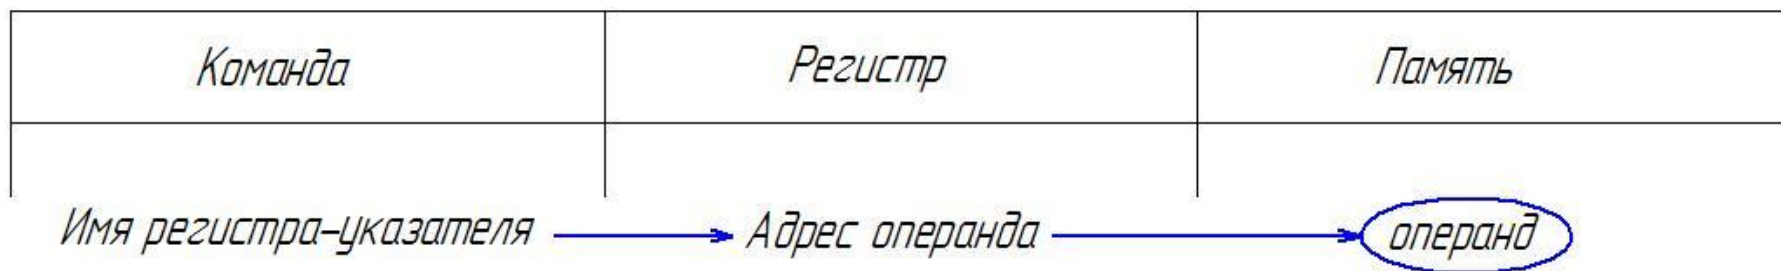 Команда Регистр Память
Имя регистра-указателя Адрес операнда операнд